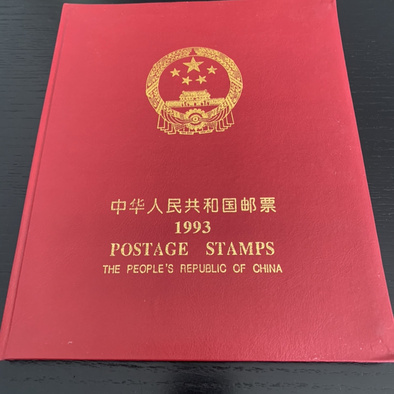 中华人民共和国邮票
1993
POSTAGE STAMPS
THE PEOPLE'S REPUBLIC OF CHINA